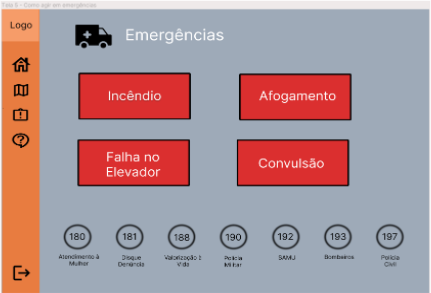 Tela 5 - Como agir em emergências
Logo
Emergências
Incêndio
Afogamento
Falha no
Elevador
Convulsão
180
181
188
190
192
193
197
Atendimento à
Mulher
Disque
Denúncia
Valorização à
Vida
Polícia
Militar
SAMU
Bombeiros
Polícia
Civil